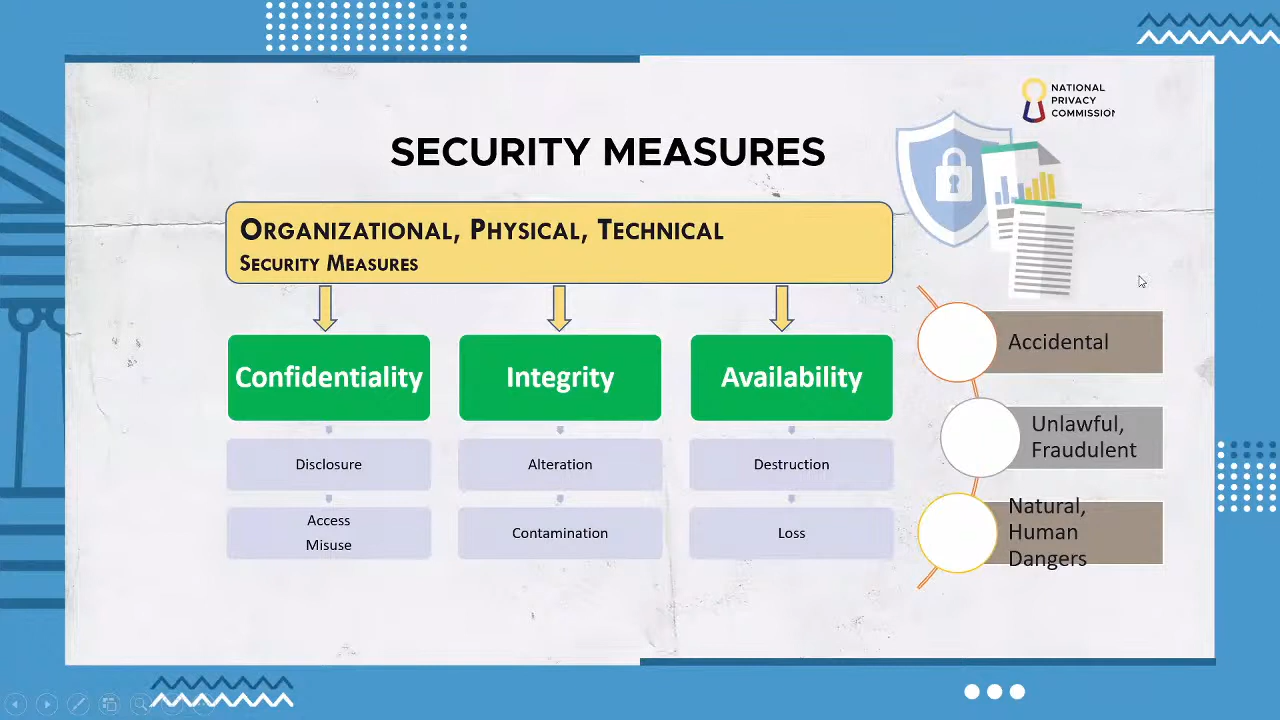 NATIONAL
PRIVACY
COMMISSION
SECURITY MEASURES
ORGANIZATIONAL, PHYSICAL, TECHNICAL
SECURITY MEASURES
Confidentiality
Integrity
Availability
Disclosure
Alteration
Destruction
Access
Misuse
Contamination
Loss
Accidental
Unlawful,
Fraudulent
Natural,
Human
Dangers